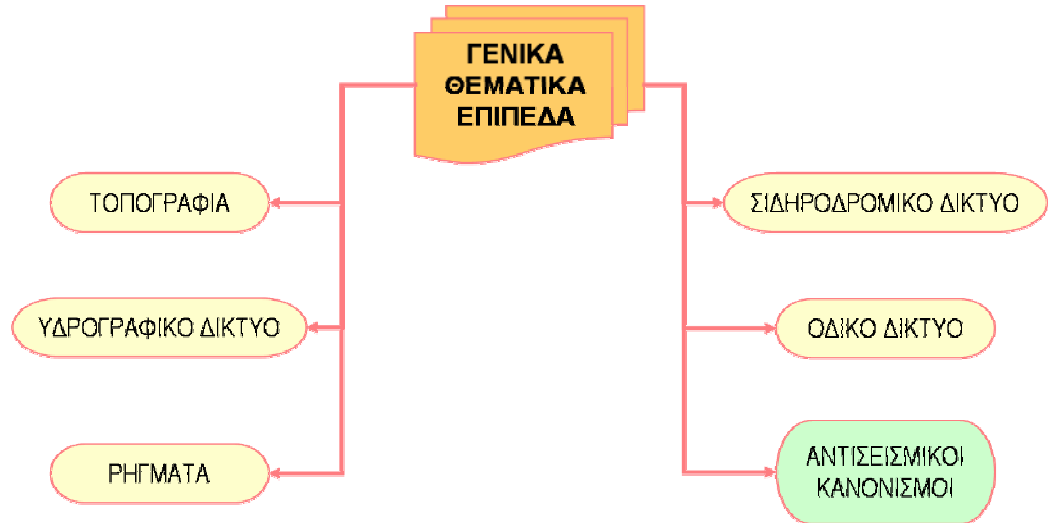 ΓΕΝΙΚΑ
ΘΕΜΑΤΙΚΑ
ΕΠΙΠΕΔΑ
ΤΟΠΟΓΡΑΦΙΑ
ΥΔΡΟΓΡΑΦΙΚΟ ΔΙΚΤΥΟ
ΡΗΓΜΑΤΑ
ΣΙΔΗΡΟΔΡΟΜΙΚΟ ΔΙΚΤΥΟ
ΟΔΙΚΟ ΔΙΚΤΥΟ
ΑΝΤΙΣΕΙΣΜΙΚΟΙ
ΚΑΝΟΝΙΣΜΟΙ